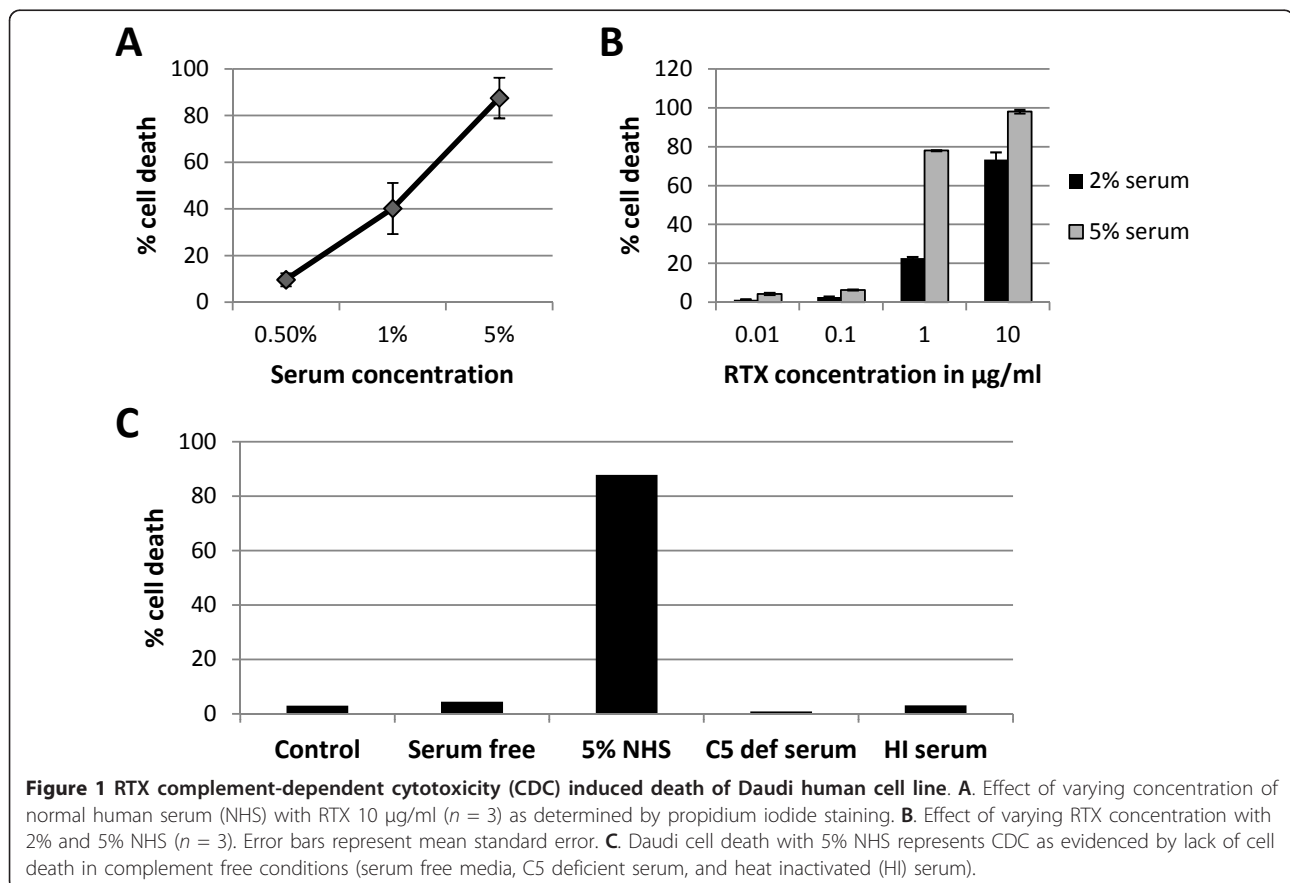 A
% cell death
100
80
60
40
20
0
0.50% 1% 5%
Serum concentration
B
% cell death
120
100
80
60
40
20
0
0.01 0.1 1 10
RTX concentration in µg/ml
2% serum
5% serum
C
% cell death
100
80
60
40
20
0
Control Serum free 5% NHS C5 def serum HI serum
Figure 1 RTX complement-dependent cytotoxicity (CDC) induced death of Daudi human cell line. A. Effect of varying concentration of
normal human serum (NHS) with RTX 10 µg/ml (n = 3) as determined by propidium iodide staining. B. Effect of varying RTX concentration with
2% and 5% NHS (n = 3). Error bars represent mean standard error. C. Daudi cell death with 5% NHS represents CDC as evidenced by lack of cell
death in complement free conditions (serum free media, C5 deficient serum, and heat inactivated (HI) serum).